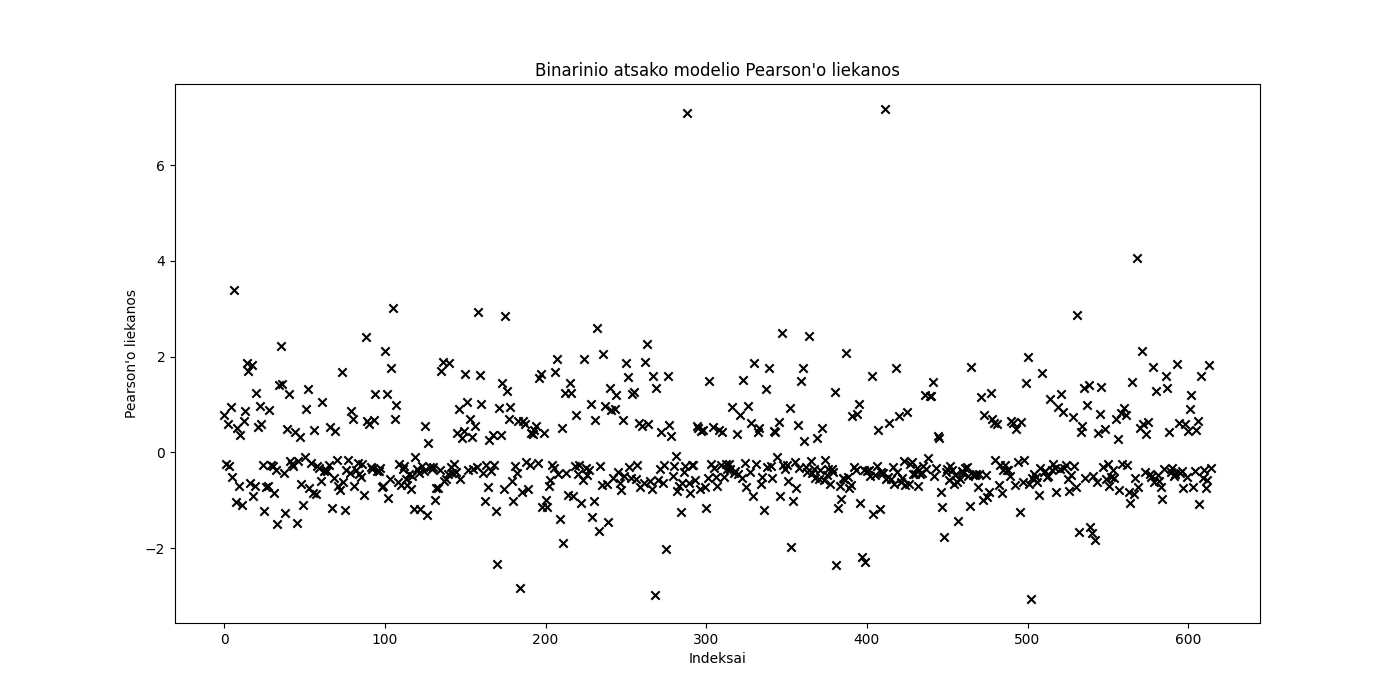 Binarinio atsako modelio Pearson'o liekanos
Pearson'o liekanos
6
4
2
0
−2
0 100 200 300 400 500 600
Indeksai